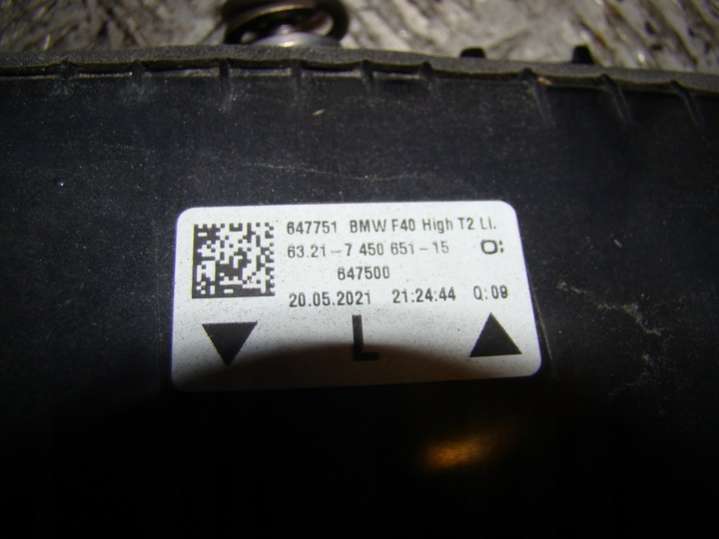 647751 BMW F40 High T2 Li.
63.21-7 450 651-15 O:
647500
20.05.2021 21:24:44 Q:09
L